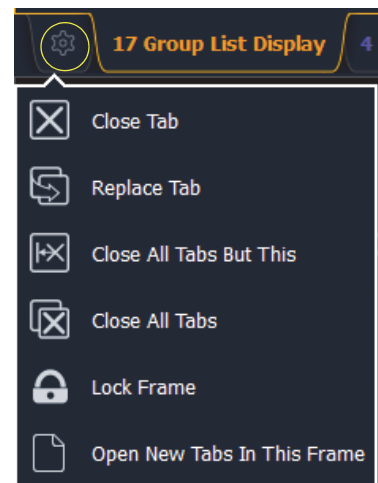 17 Group List Display 4
Close Tab
Replace Tab
Close All Tabs But This
Close All Tabs
Lock Frame
Open New Tabs In This Frame